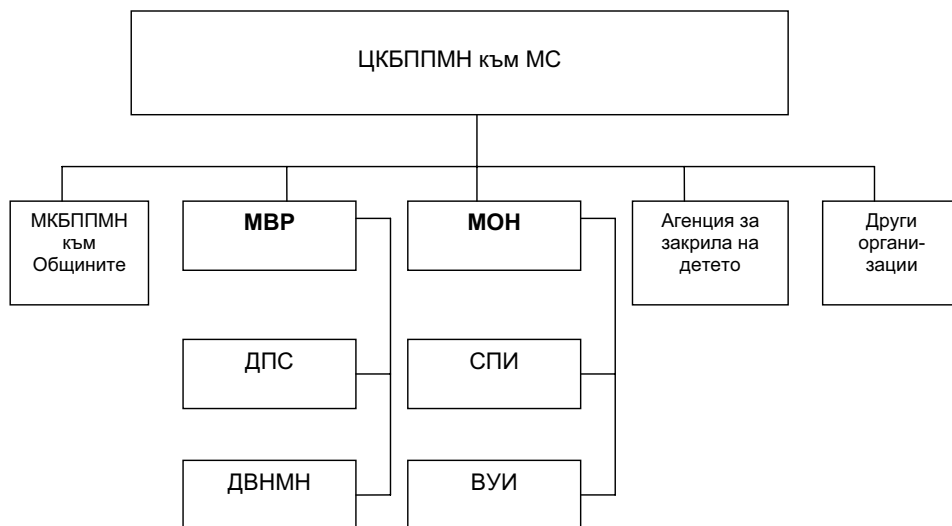 ЦКБППМН към МС
МКБППМН
към
Общините
МВР
МОН
Агенция за
закрила на
детето
Други
органи-
зации
ДПС
СПИ
ДВНМН
ВУИ